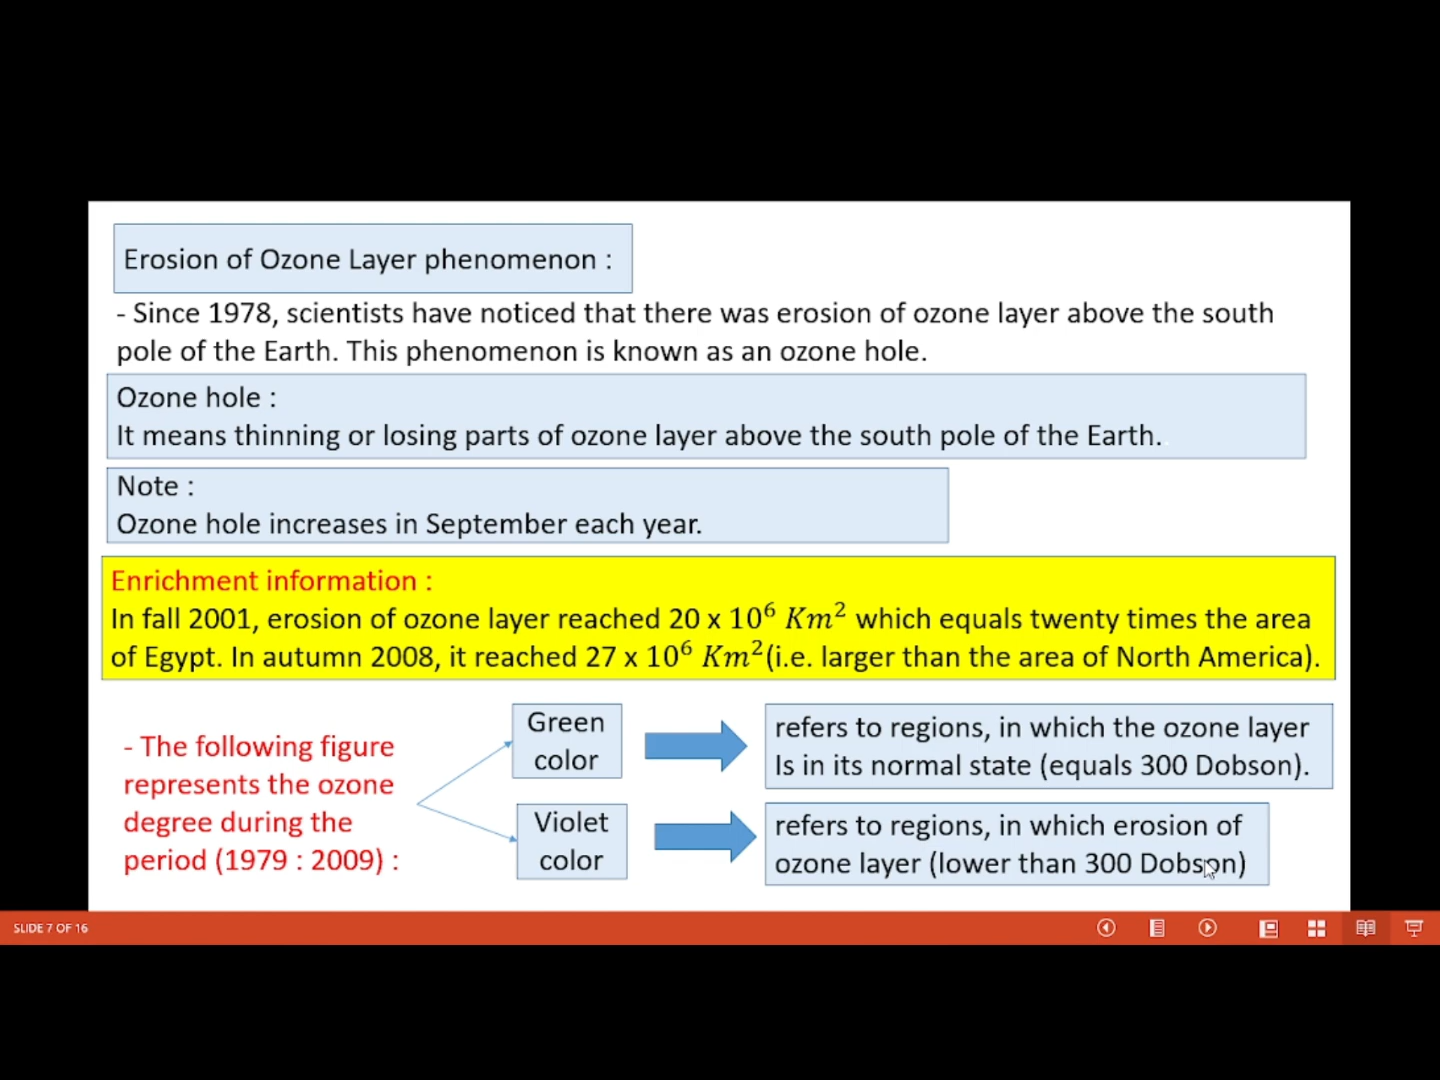 Erosion of Ozone Layer phenomenon :
- Since 1978, scientists have noticed that there was erosion of ozone layer above the south
pole of the Earth. This phenomenon is known as an ozone hole.
Ozone hole :
It means thinning or losing parts of ozone layer above the south pole of the Earth.
Note :
Ozone hole increases in September each year.
Enrichment information :
In fall 2001, erosion of ozone layer reached 20 x 10⁶ Km² which equals twenty times the area
of Egypt. In autumn 2008, it reached 27 x 10⁶ Km²(i.e. larger than the area of North America).
- The following figure
represents the ozone
degree during the
period (1979 : 2009) :
Green
color
refers to regions, in which the ozone layer
Is in its normal state (equals 300 Dobson).
Violet
color
refers to regions, in which erosion of
ozone layer (lower than 300 Dobson)
SLIDE 7 OF 16